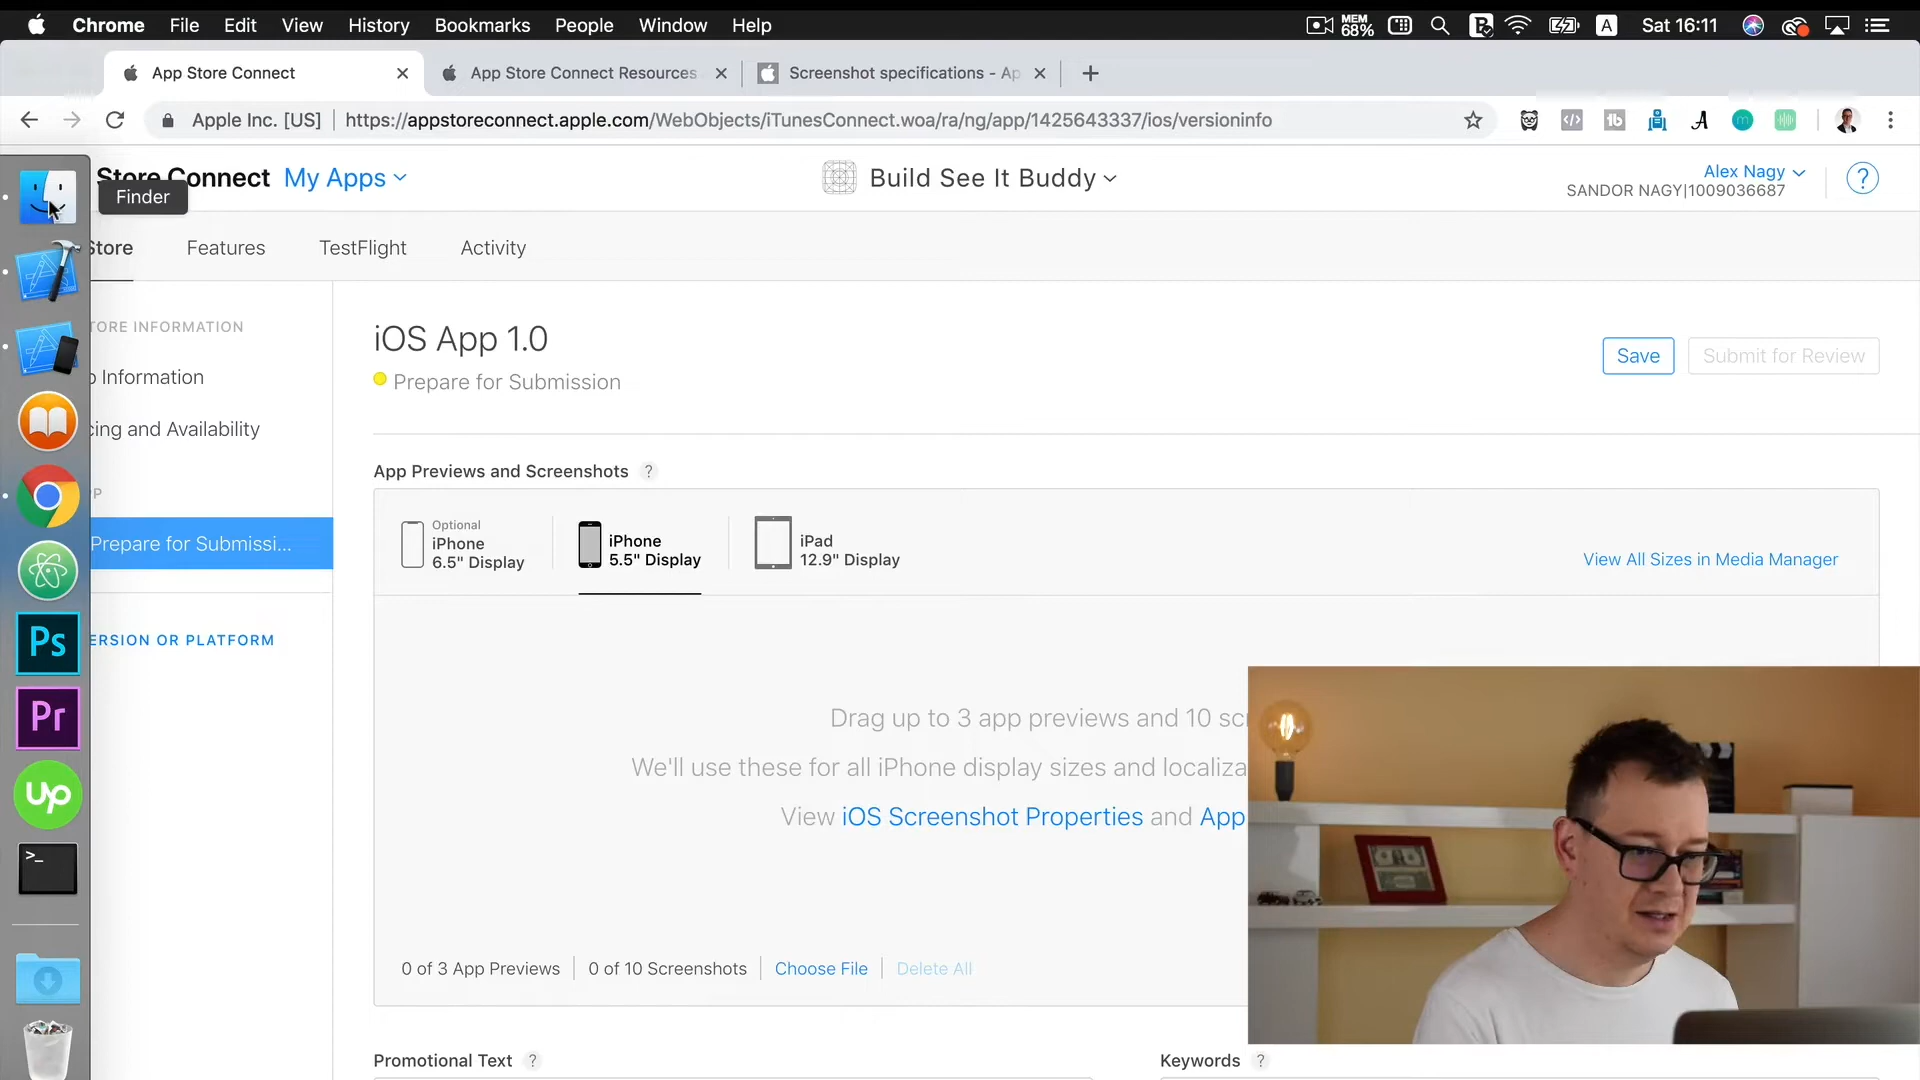 Chrome File Edit View History Bookmarks People Window Help
MEM 68% A Sat 16:11
App Store Connect
App Store Connect Resources
Screenshot specifications - Ap
Apple Inc. [US] https://appstoreconnect.apple.com/WebObjects/iTunesConnect.woa/ra/ng/app/1425643337/ios/versioninfo
Store Connect My Apps
Build See It Buddy
Alex Nagy
SANDOR NAGY|1009036687
?
Finder
Store Features TestFlight Activity
TORE INFORMATION
Information
cing and Availability
P
Prepare for Submissi...
ERSION OR PLATFORM
Ps
Pr
Up
>_
iOS App 1.0
Prepare for Submission
Save
Submit for Review
App Previews and Screenshots ?
Optional
iPhone
6.5" Display
iPhone
5.5" Display
iPad
12.9" Display
View All Sizes in Media Manager
Drag up to 3 app previews and 10
We'll use these for all iPhone display sizes and
View iOS Screenshot Properties and App
0 of 3 App Previews 0 of 10 Screenshots Choose File Delete All
Promotional Text ?
Keywords ?